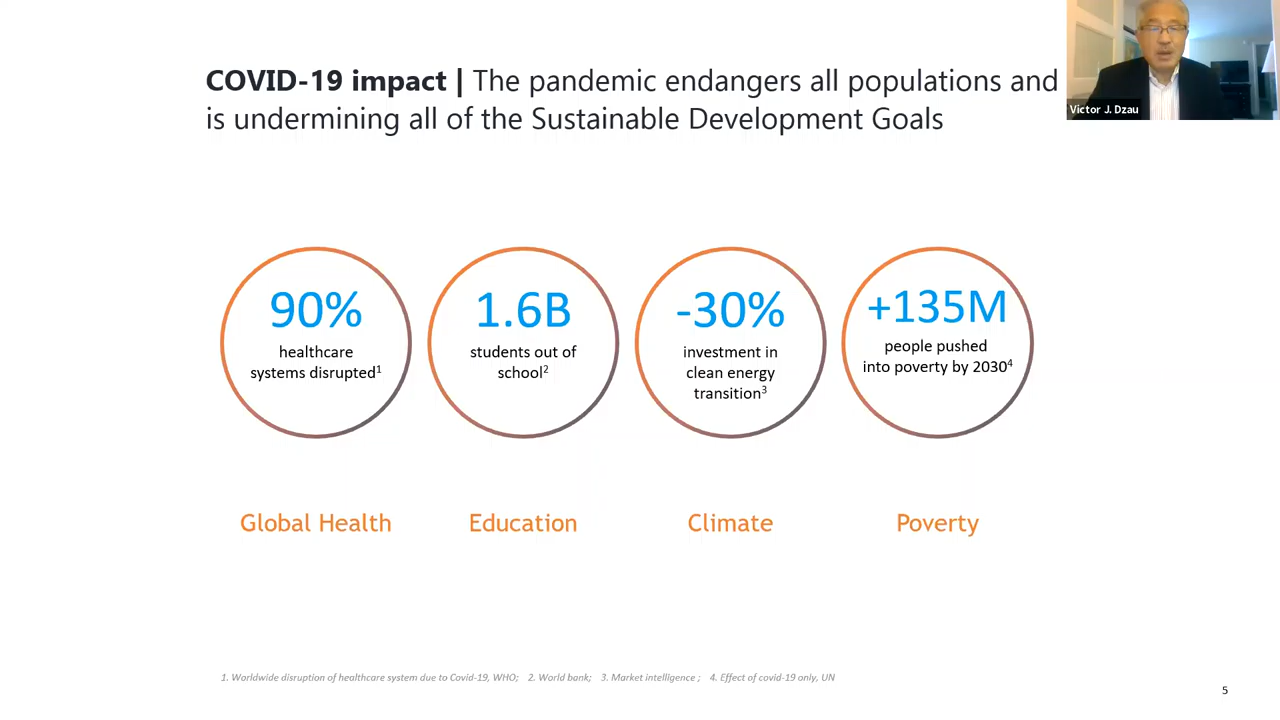 COVID-19 impact | The pandemic endangers all populations and
is undermining all of the Sustainable Development Goals
Victor J. Dzau
90%
healthcare
systems disrupted1
1.6B
students out of
school2
-30%
investment in
clean energy
transition3
+135M
people pushed
into poverty by 20304
Global Health
Education
Climate
Poverty
1. Worldwide disruption of healthcare system due to Covid-19, WHO; 2. World bank; 3. Market intelligence ; 4. Effect of covid-19 only, UN
5